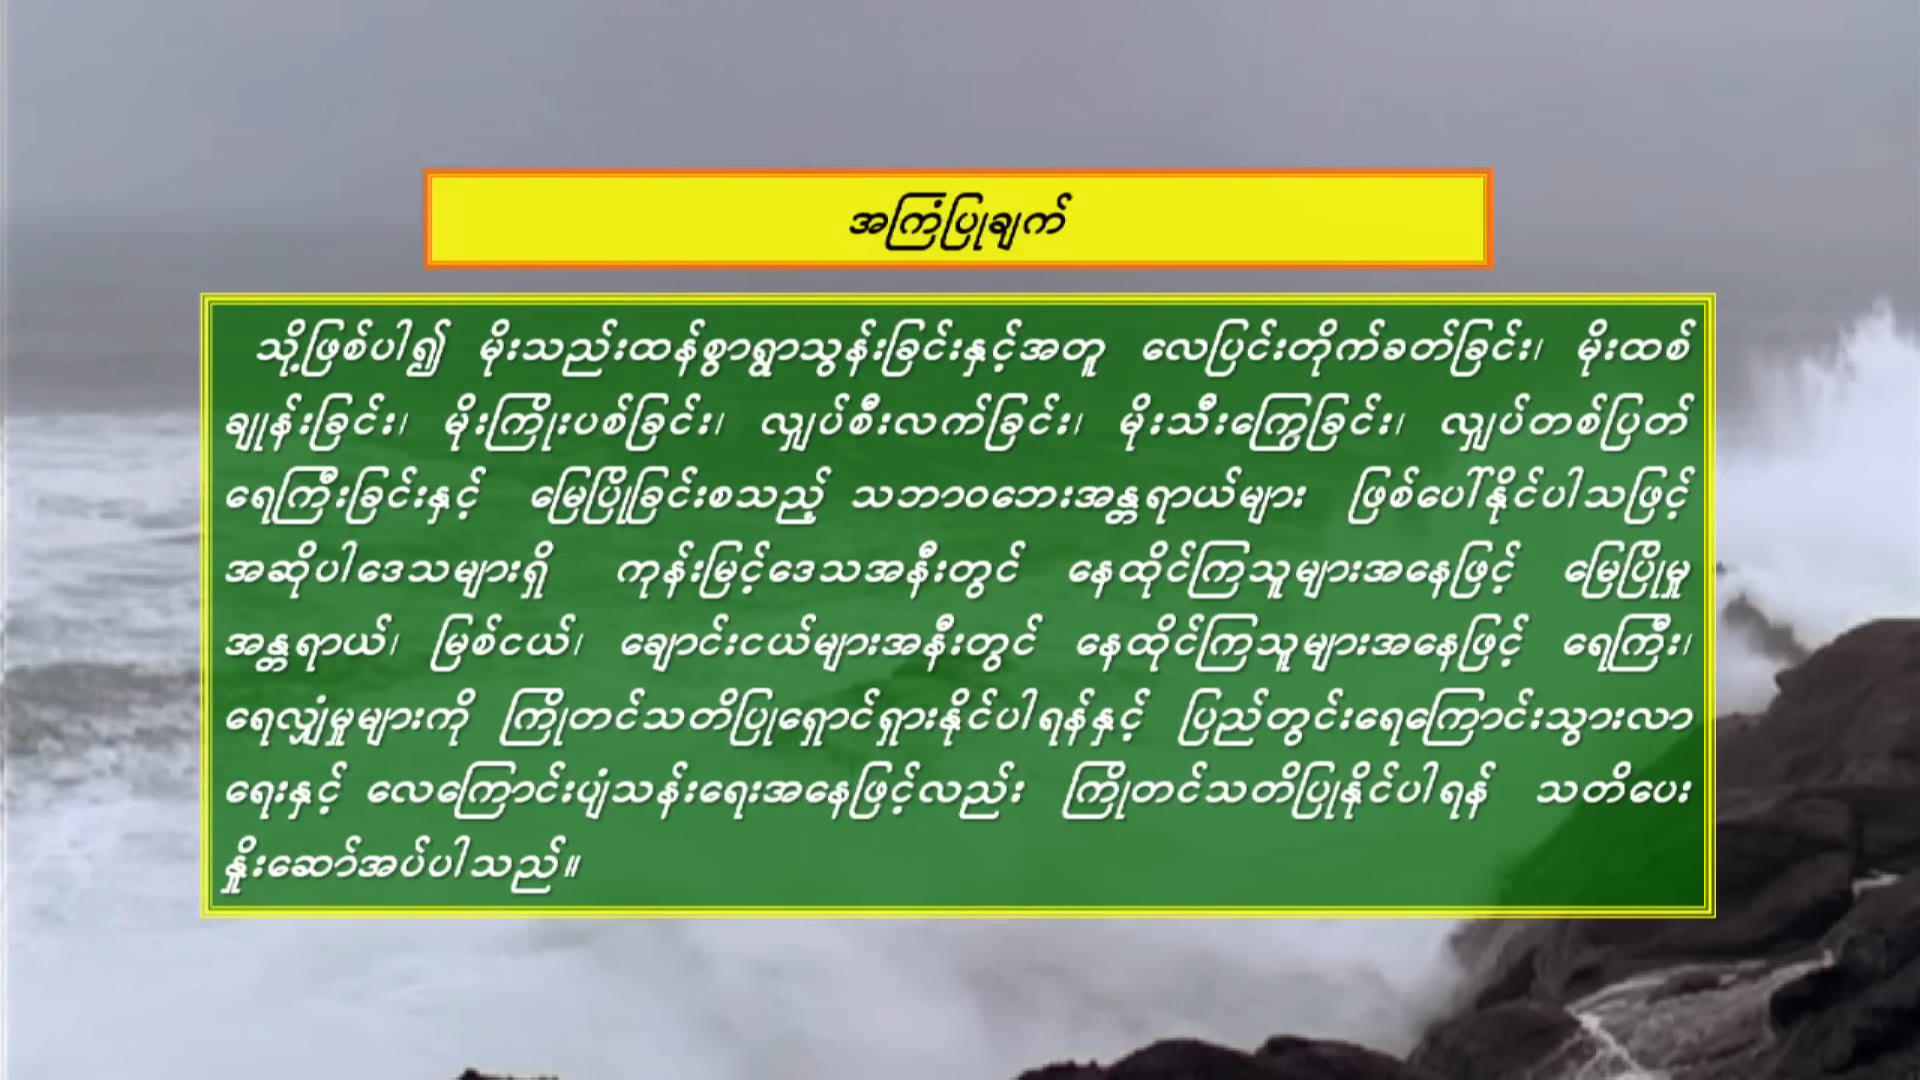 အကြံပြုချက်
သို့ဖြစ်ပါ၍ မိုးသည်းထန်စွာရွာသွန်းခြင်းနှင့်အတူ လေပြင်းတိုက်ခတ်ခြင်း၊ မိုးထစ်
ချုန်းခြင်း၊ မိုးကြိုးပစ်ခြင်း၊ လျှပ်စီးလက်ခြင်း၊ မိုးသီးကြွေခြင်း၊ လျှပ်တစ်ပြတ်
ရေကြီးခြင်းနှင့် မြေပြိုခြင်းစသည့် သဘာဝဘေးအန္တရာယ်များ ဖြစ်ပေါ်နိုင်ပါသဖြင့်
အဆိုပါဒေသများရှိ ကုန်းမြင့်ဒေသအနီးတွင် နေထိုင်ကြသူများအနေဖြင့် မြေပြိုမှု
အန္တရာယ်၊ မြစ်ငယ်၊ ချောင်းငယ်များအနီးတွင် နေထိုင်ကြသူများအနေဖြင့် ရေကြီး၊
ရေလျှံမှုများကို ကြိုတင်သတိပြုရှောင်ရှားနိုင်ပါရန်နှင့် ပြည်တွင်းရေကြောင်းသွားလာ
ရေးနှင့် လေကြောင်းပျံသန်းရေးအနေဖြင့်လည်း ကြိုတင်သတိပြုနိုင်ပါရန် သတိပေး
နှိုးဆော်အပ်ပါသည်။